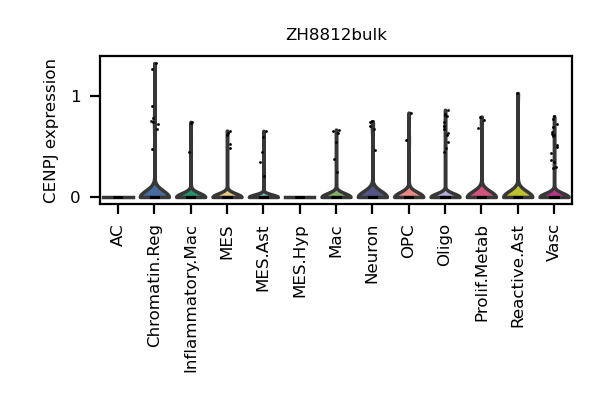 ZH8812bulk
CENPJ expression
1
0
AC
Chromatin.Reg
Inflammatory.Mac
MES
MES.Ast
MES.Hyp
Mac
Neuron
OPC
Oligo
Prolif.Metab
Reactive.Ast
Vasc